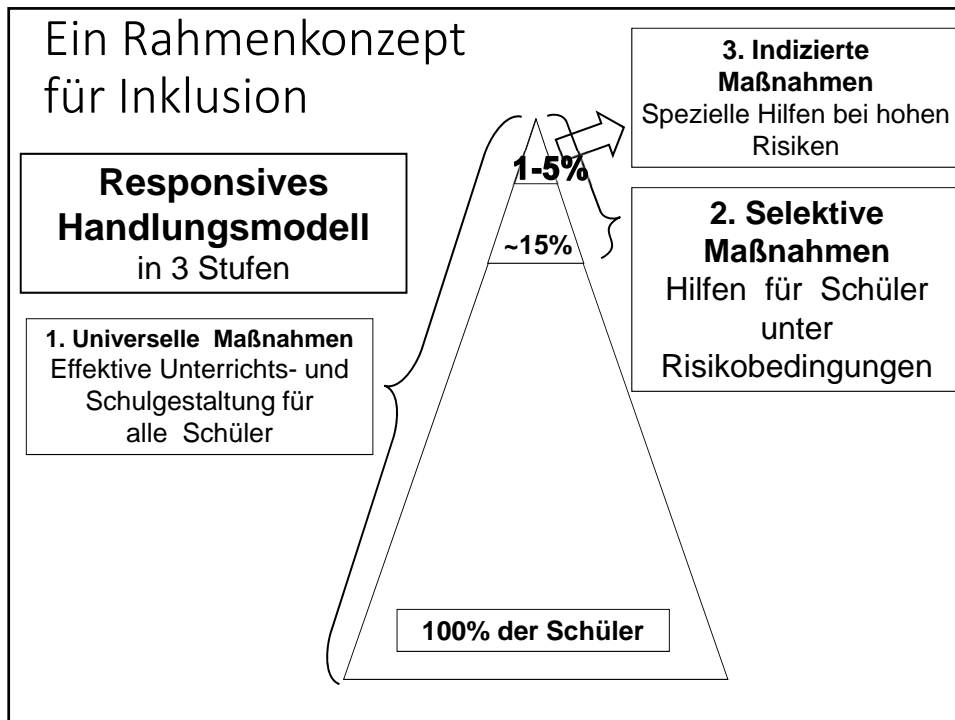 Ein Rahmenkonzept
für Inklusion
Responsives
Handlungsmodell
in 3 Stufen
1. Universelle Maßnahmen
Effektive Unterrichts- und
Schulgestaltung für
alle Schüler
1-5%
~15%
100% der Schüler
3. Indizierte
Maßnahmen
Spezielle Hilfen bei hohen
Risiken
2. Selektive
Maßnahmen
Hilfen für Schüler
unter
Risikobedingungen